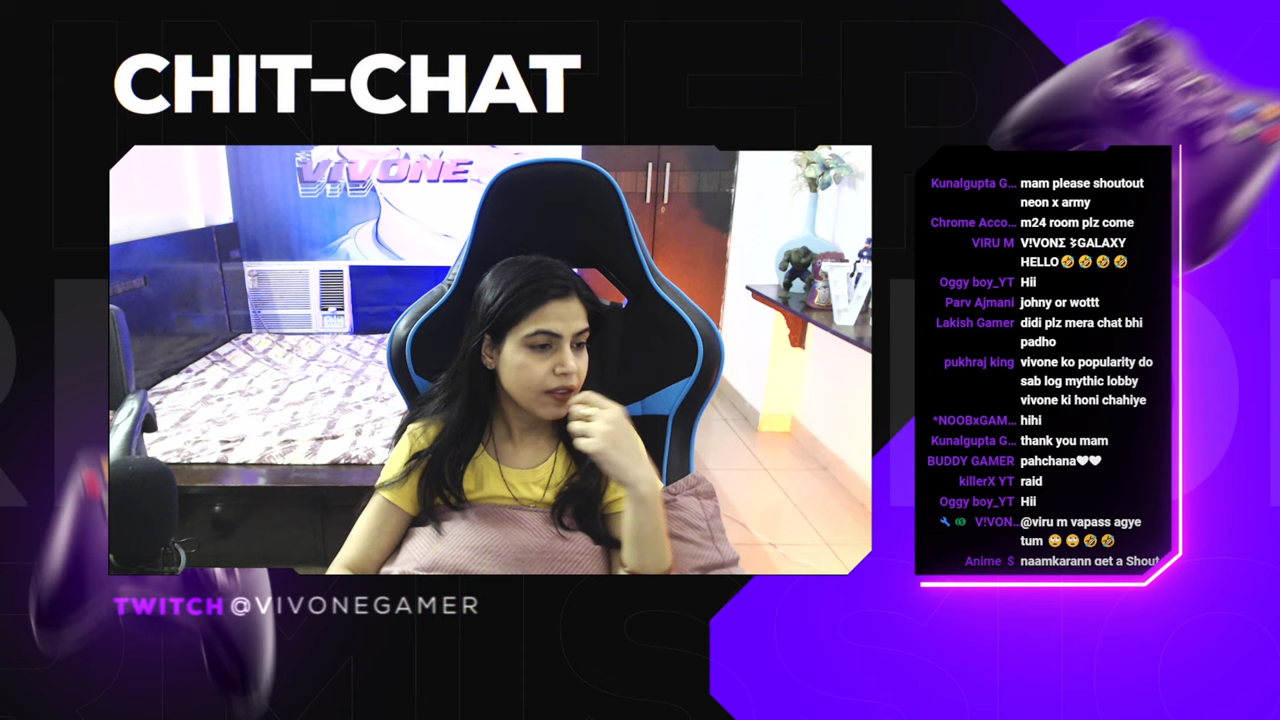 CHIT-CHAT
VIVONE
W
Kunalgupta G... mam please shoutout
neon x army
Chrome Acco... m24 room plz come
VIRU M V!VONΣ GALAXY
HELLO🤣🤣🤣🤣
Oggy boy_YT Hii
Parv Ajmani johny or wottt
Lakish Gamer didi plz mera chat bhi
padho
pukhraj king vivone ko popularity do
sab log mythic lobby
vivone ki honi chahiye
*NOOBxGAM... hihi
Kunalgupta G... thank you mam
BUDDY GAMER pahchana🤍🤍
killerX YT raid
Oggy boy_YT Hii
V!VON... @viru m vapass agye
tum 🙄🙄🤣🤣
Anime $ naamkarann get a Shout
TWITCH @VIVONEGAMER